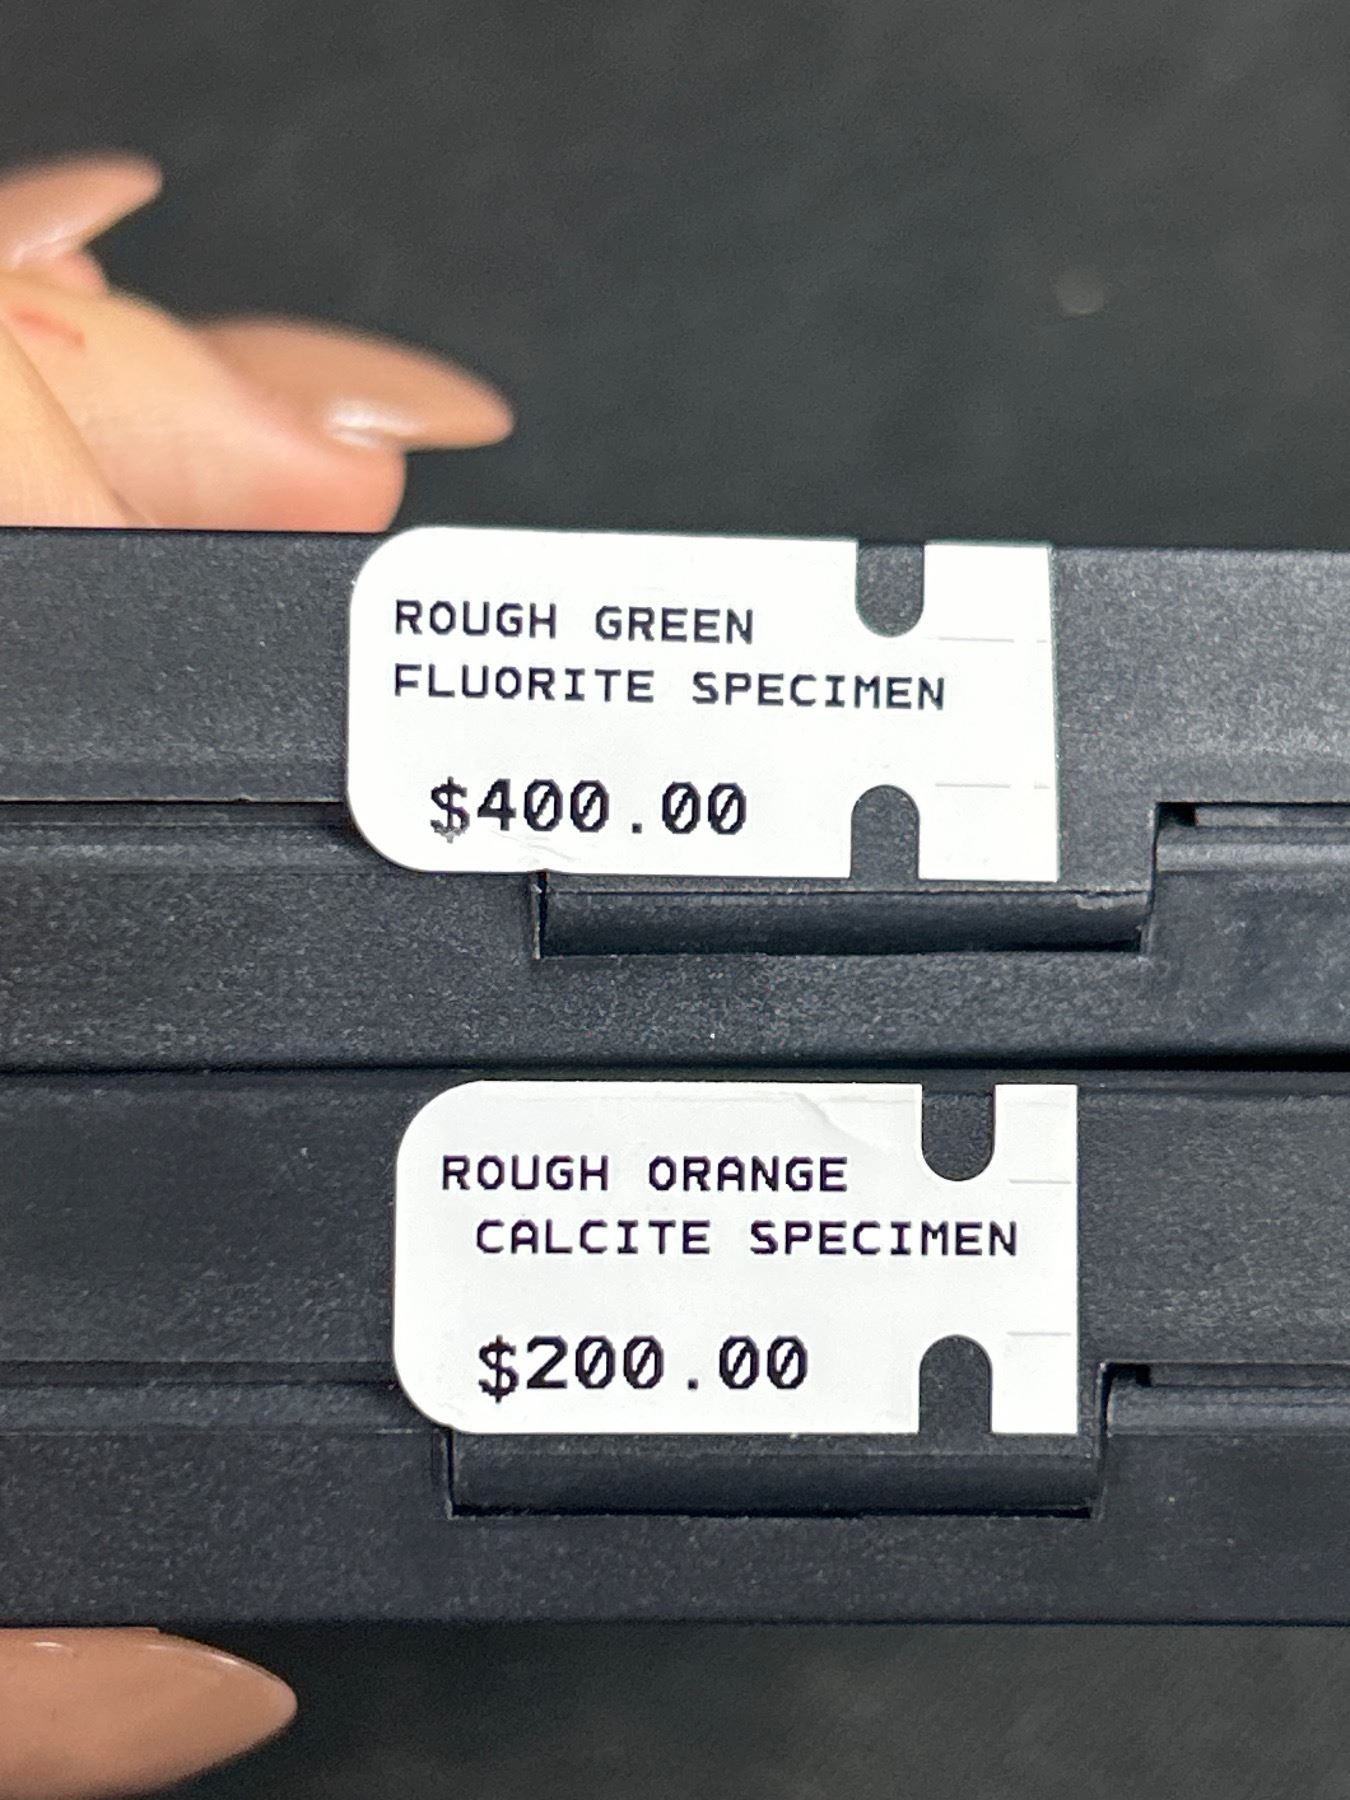 ROUGH GREEN
FLUORITE SPECIMEN
$400.00
ROUGH ORANGE
CALCITE SPECIMEN
$200.00